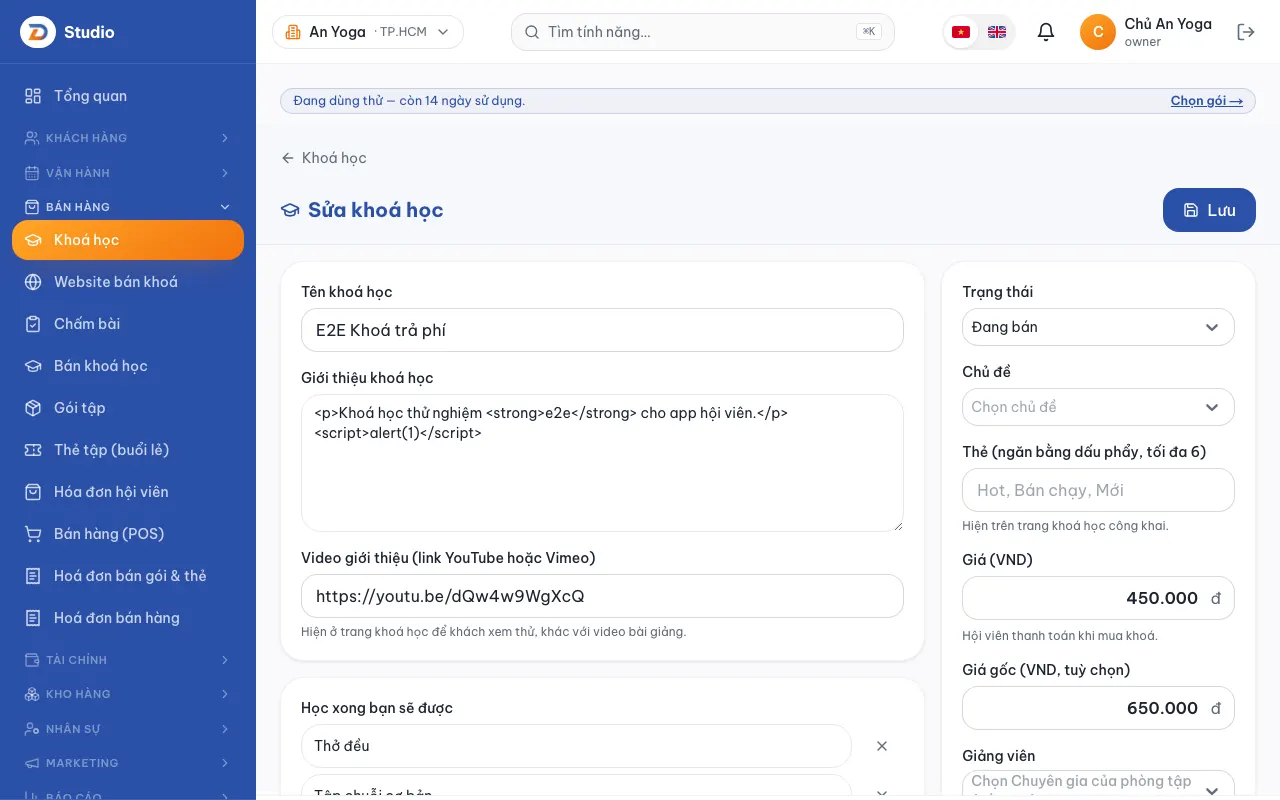 Studio
An Yoga · TP.HCM
Tìm tính năng...
⌘K
Chủ An Yoga
owner
C
Tổng quan
KHÁCH HÀNG
VẬN HÀNH
BÁN HÀNG
Khoá học
Website bán khoá
Chấm bài
Bán khoá học
Gói tập
Thẻ tập (buổi lẻ)
Hóa đơn hội viên
Bán hàng (POS)
Hoá đơn bán gói & thẻ
Hoá đơn bán hàng
TÀI CHÍNH
KHO HÀNG
NHÂN SỰ
MARKETING
BÁO CÁO
Đang dùng thử — còn 14 ngày sử dụng.
Chọn gói →
← Khoá học
Sửa khoá học
Lưu
Tên khoá học
E2E Khoá trả phí
Giới thiệu khoá học
<p>Khoá học thử nghiệm <strong>e2e</strong> cho app hội viên.</p>
<script>alert(1)</script>
Video giới thiệu (link YouTube hoặc Vimeo)
https://youtu.be/dQw4w9WgXcQ
Hiện ở trang khoá học để khách xem thử, khác với video bài giảng.
Học xong bạn sẽ được
Thở đều
Tập chuỗi cơ bản
Trạng thái
Đang bán
Chủ đề
Chọn chủ đề
Thẻ (ngăn bằng dấu phẩy, tối đa 6)
Hot, Bán chạy, Mới
Hiện trên trang khoá học công khai.
Giá (VND)
450.000 đ
Hội viên thanh toán khi mua khoá.
Giá gốc (VND, tuỳ chọn)
650.000 đ
Giảng viên
Chọn Chuyên gia của phòng tập